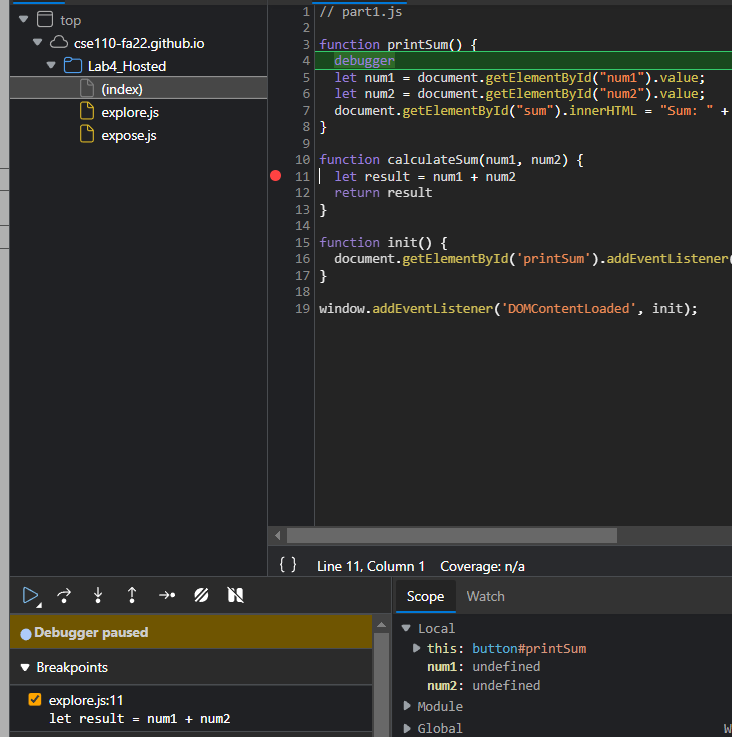 top
cse110-fa22.github.io
Lab4_Hosted
(index)
explore.js
expose.js
1 // part1.js
2
3 function printSum() {
4 debugger
5 let num1 = document.getElementById("num1").value;
6 let num2 = document.getElementById("num2").value;
7 document.getElementById("sum").innerHTML = "Sum: " +
8 }
9
10 function calculateSum(num1, num2) {
11 let result = num1 + num2
12 return result
13 }
14
15 function init() {
16 document.getElementById('printSum').addEventListener(
17 }
18
19 window.addEventListener('DOMContentLoaded', init);
{ } Line 11, Column 1 Coverage: n/a
Debugger paused
Breakpoints
explore.js:11
let result = num1 + num2
Scope Watch
Local
this: button#printSum
num1: undefined
num2: undefined
Module
Global W